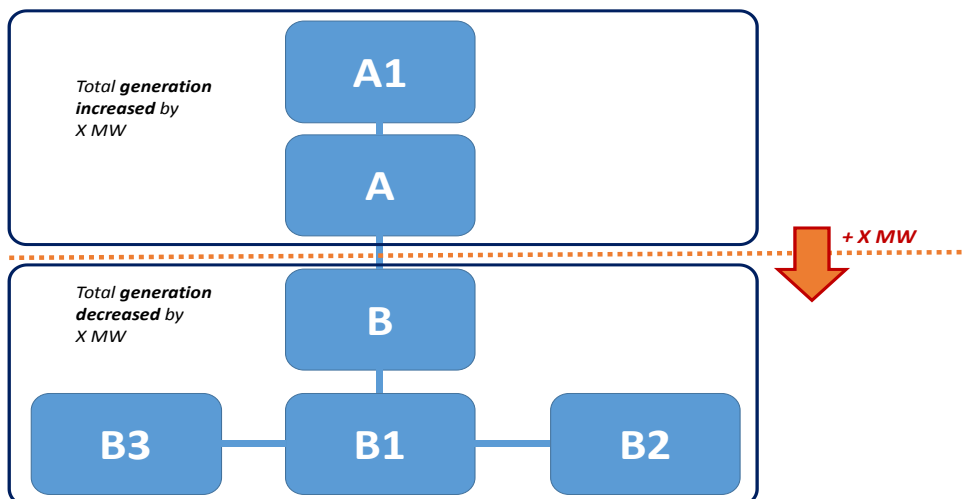 A1
Total generation
increased by
X MW
A
+ X MW
Total generation
decreased by
X MW
B
B3
B1
B2